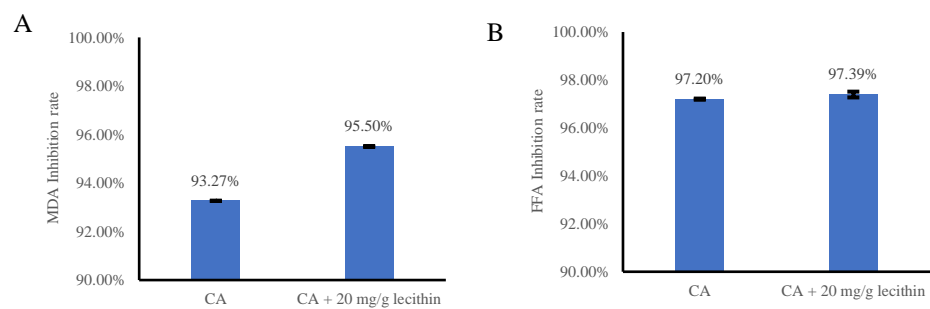 A
MDA Inhibition rate
100.00%
98.00%
96.00%
94.00%
92.00%
90.00%
93.27%
95.50%
CA
CA + 20 mg/g lecithin
B
FFA Inhibition rate
100.00%
98.00%
96.00%
94.00%
92.00%
90.00%
97.20%
97.39%
CA
CA + 20 mg/g lecithin